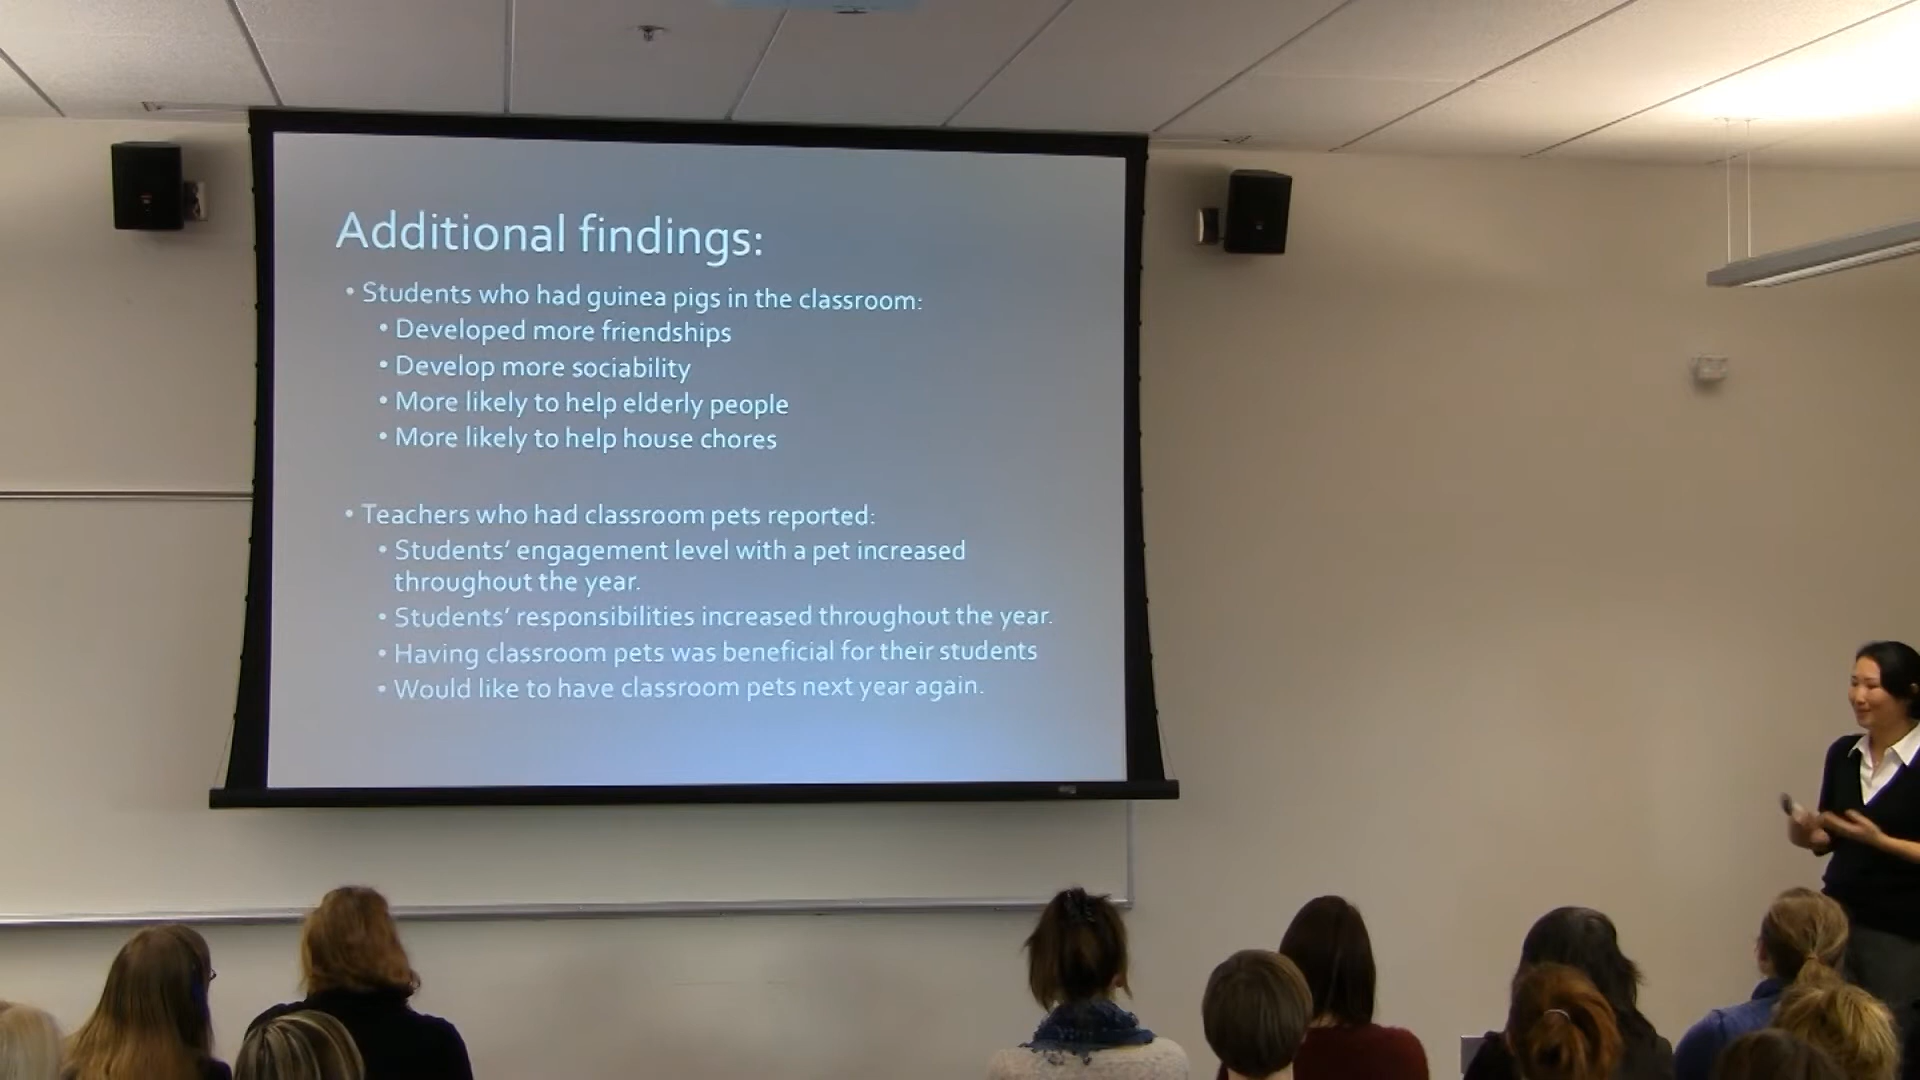 Additional findings:
• Students who had guinea pigs in the classroom:
• Developed more friendships
• Develop more sociability
• More likely to help elderly people
• More likely to help house chores
• Teachers who had classroom pets reported:
• Students' engagement level with a pet increased
throughout the year.
• Students' responsibilities increased throughout the year.
• Having classroom pets was beneficial for their students
• Would like to have classroom pets next year again.